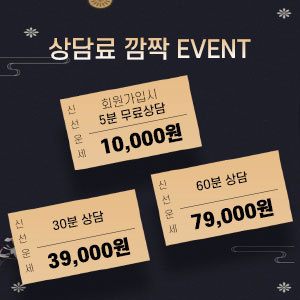 상담료 깜짝 EVENT
신선운세
회원가입시
5분 무료상담
10,000원
신선운세
30분 상담
39,000원
신선운세
60분 상담
79,000원